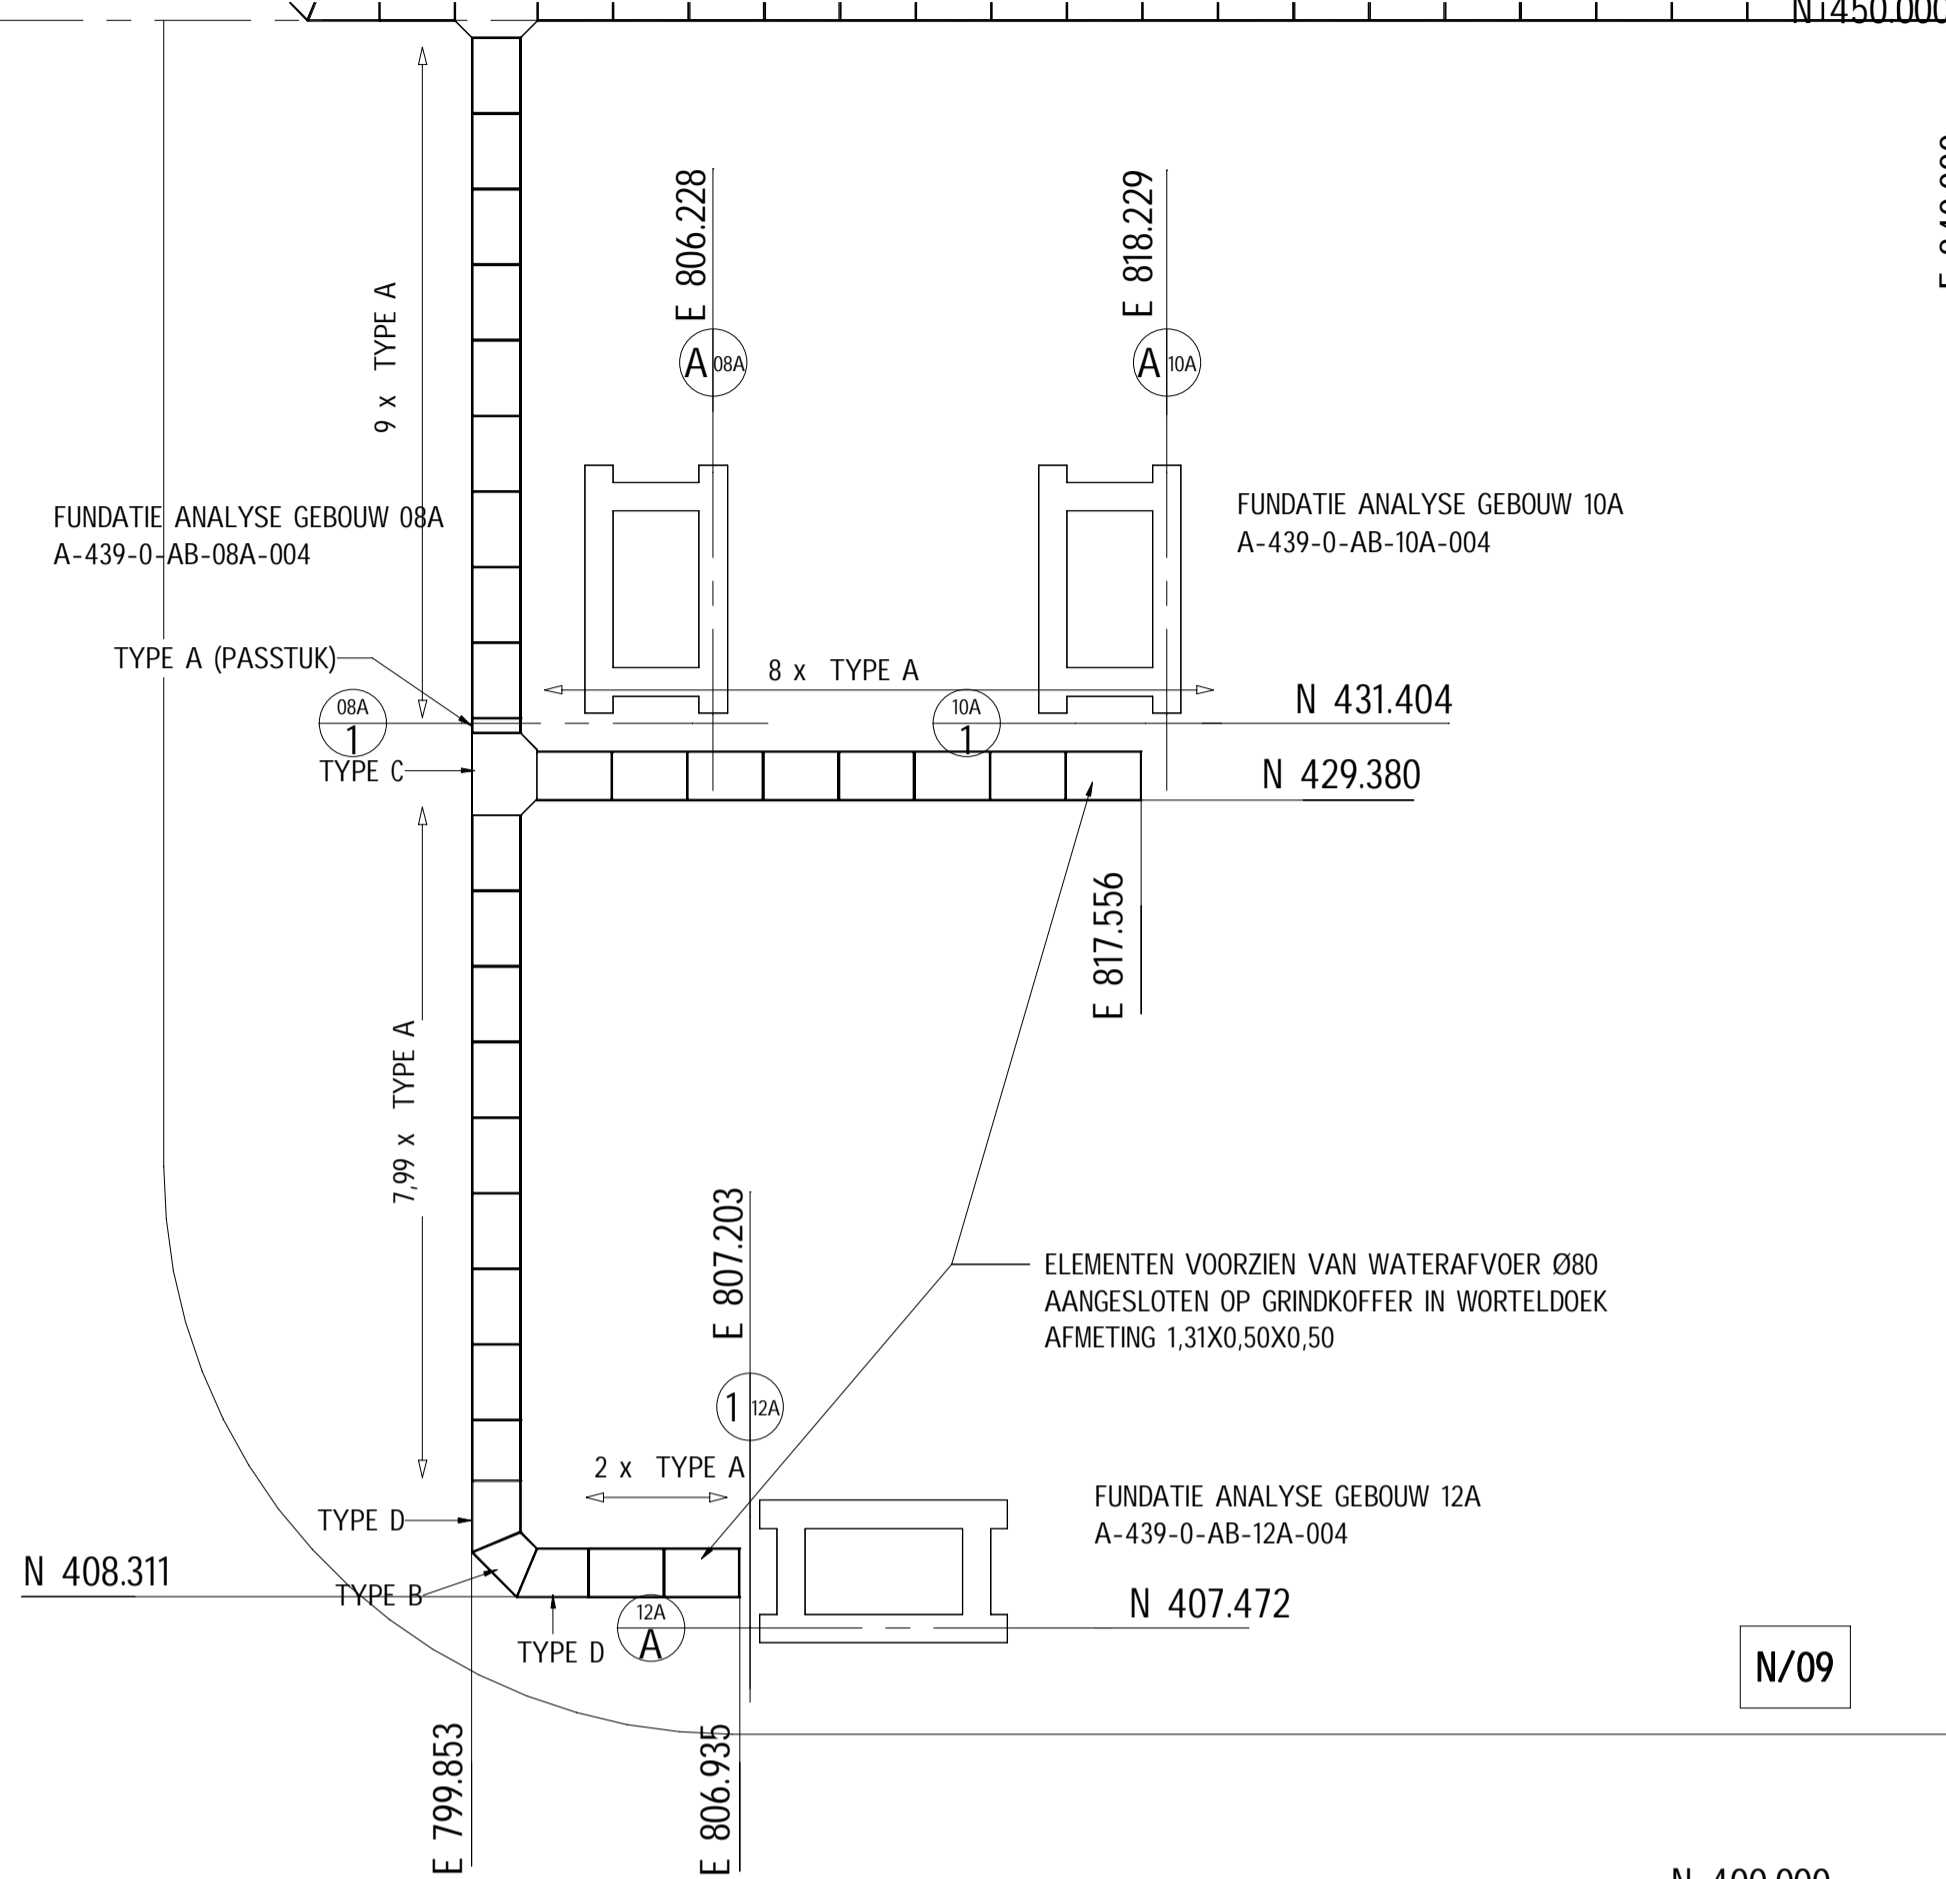 N 450.000
E 806.228
E 818.229
A 08A
A 10A
9 x TYPE A
FUNDATIE ANALYSE GEBOUW 08A
A-439-0-AB-08A-004
FUNDATIE ANALYSE GEBOUW 10A
A-439-0-AB-10A-004
TYPE A (PASSTUK)
8 x TYPE A
08A
1
10A
1
N 431.404
TYPE C
N 429.380
E 817.556
7,99 x TYPE A
E 807.203
ELEMENTEN VOORZIEN VAN WATERAFVOER Ø80
AANGESLOTEN OP GRINDKOFFER IN WORTELDOEK
AFMETING 1,31X0,50X0,50
1 12A
2 x TYPE A
FUNDATIE ANALYSE GEBOUW 12A
A-439-0-AB-12A-004
TYPE D
N 408.311
TYPE B
12A
A
N 407.472
TYPE D
N/09
E 799.853
E 806.935